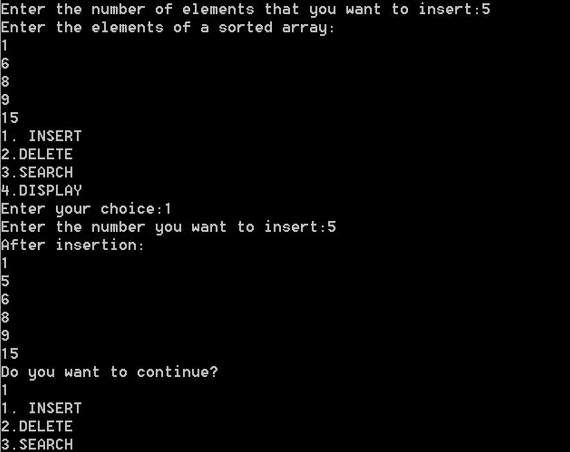 Enter the number of elements that you want to insert:5
Enter the elements of a sorted array:
1
6
8
9
15
1. INSERT
2.DELETE
3.SEARCH
4.DISPLAY
Enter your choice:1
Enter the number you want to insert:5
After insertion:
1
5
6
8
9
15
Do you want to continue?
1
1. INSERT
2.DELETE
3.SEARCH